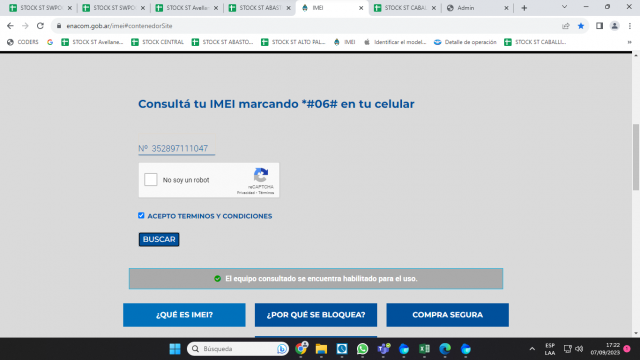 STOCK ST SWPO
STOCK ST SWPO
STOCK ST Avellan
STOCK ST ABAST
IMEI
STOCK ST CABAL
Admin
enacom.gob.ar/imei#contenedorSite
CODERS
G
STOCK ST Avellane...
STOCK CENTRAL
STOCK ST ABASTO...
STOCK ST ALTO PAL...
IMEI
Identificar el model...
Detalle de operación
STOCK ST CABALLI...
Consultá tu IMEI marcando *#06# en tu celular
Nº 352897111047
No soy un robot
reCAPTCHA
Privacidad - Términos
ACEPTO TERMINOS Y CONDICIONES
BUSCAR
El equipo consultado se encuentra habilitado para el uso.
¿QUÉ ES IMEI?
¿POR QUÉ SE BLOQUEA?
COMPRA SEGURA
Búsqueda
ESP
LAA
17:22
07/09/2023